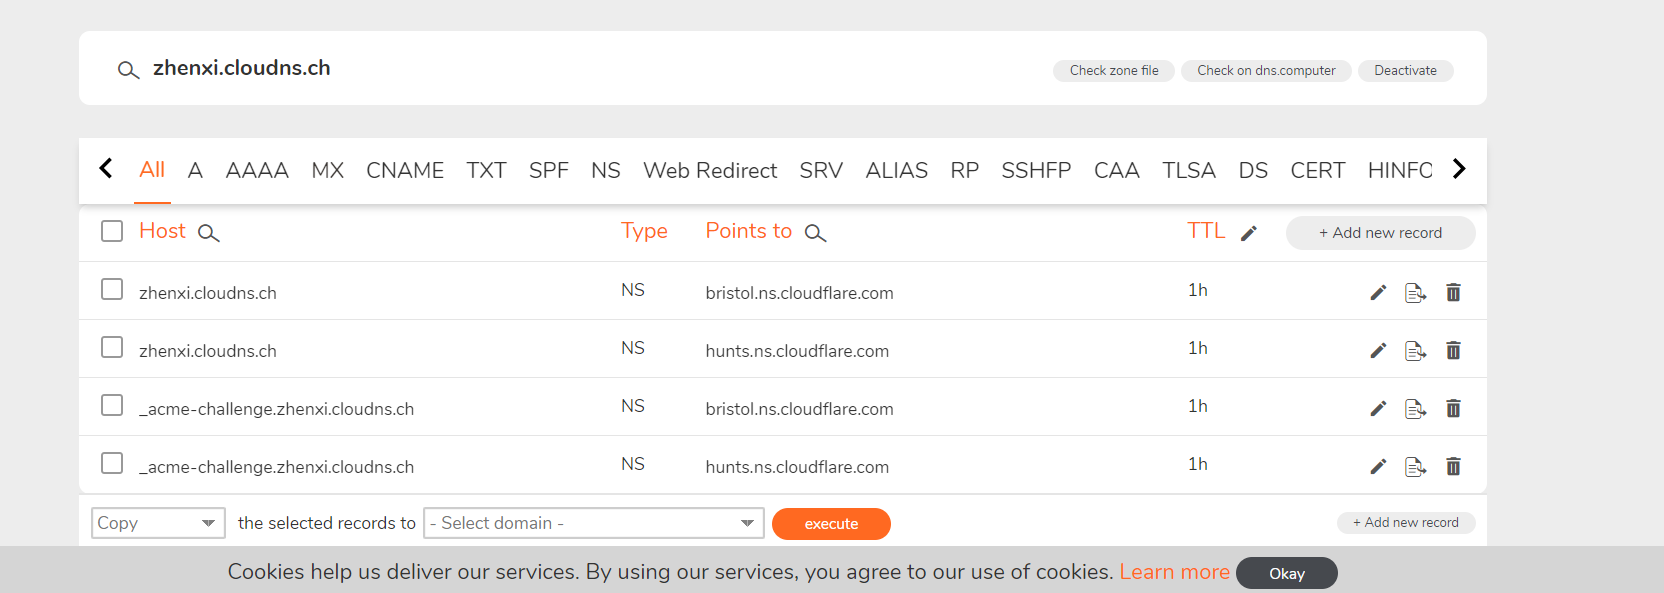 zhenxi.cloudns.ch
Check zone file Check on dns.computer Deactivate
All A AAAA MX CNAME TXT SPF NS Web Redirect SRV ALIAS RP SSHFP CAA TLSA DS CERT HINFO
Host Type Points to TTL + Add new record
zhenxi.cloudns.ch NS bristol.ns.cloudflare.com 1h
zhenxi.cloudns.ch NS hunts.ns.cloudflare.com 1h
_acme-challenge.zhenxi.cloudns.ch NS bristol.ns.cloudflare.com 1h
_acme-challenge.zhenxi.cloudns.ch NS hunts.ns.cloudflare.com 1h
Copy the selected records to - Select domain - execute + Add new record
Cookies help us deliver our services. By using our services, you agree to our use of cookies. Learn more Okay